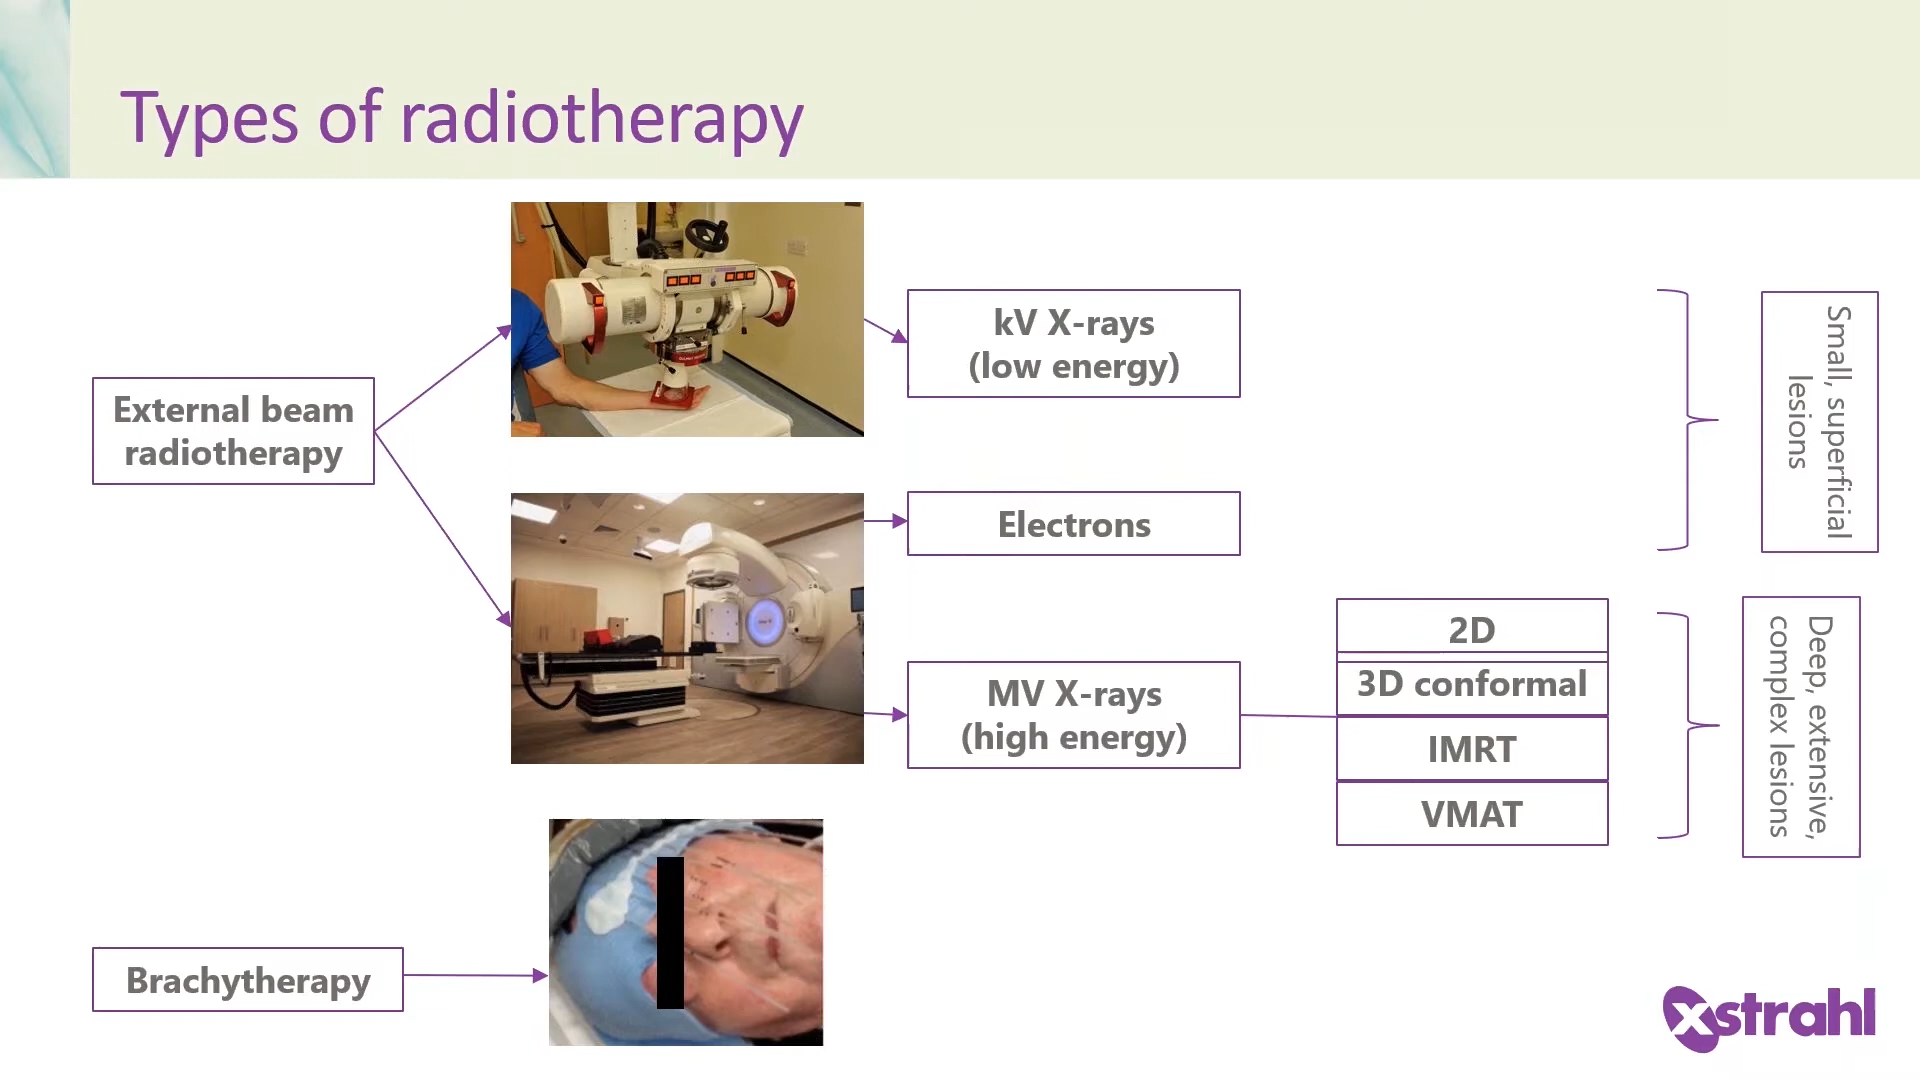 Types of radiotherapy
External beam
radiotherapy
kV X-rays
(low energy)
Electrons
MV X-rays
(high energy)
2D
3D conformal
IMRT
VMAT
Small, superficial
lesions
Deep, extensive,
complex lesions
Brachytherapy
xstrahl